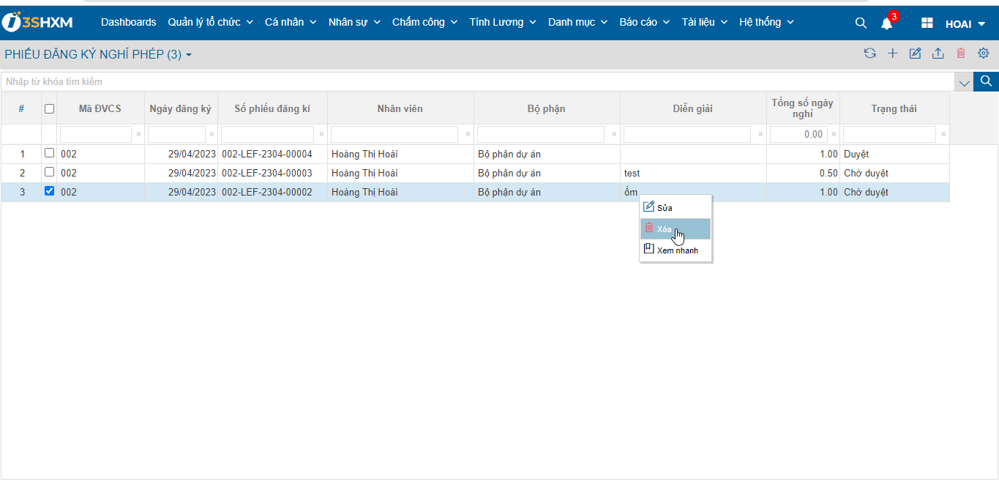 3SHXM Dashboards Quản lý tổ chức Cá nhân Nhân sự Chấm công Tính Lương Danh mục Báo cáo Tài liệu Hệ thống 3 HOAI
PHIẾU ĐĂNG KÝ NGHỈ PHÉP (3)
Nhập từ khóa tìm kiếm
# Mã ĐVCS Ngày đăng ký Số phiếu đăng kí Nhân viên Bộ phận Diễn giải Tổng số ngày nghỉ Trạng thái
× × × × × × 0.00 × ×
1 002 29/04/2023 002-LEF-2304-00004 Hoàng Thị Hoài Bộ phận dự án 1.00 Duyệt
2 002 29/04/2023 002-LEF-2304-00003 Hoàng Thị Hoài Bộ phận dự án test 0.50 Chờ duyệt
3 002 29/04/2023 002-LEF-2304-00002 Hoàng Thị Hoài Bộ phận dự án ốm 1.00 Chờ duyệt
Sửa
Xóa
Xem nhanh